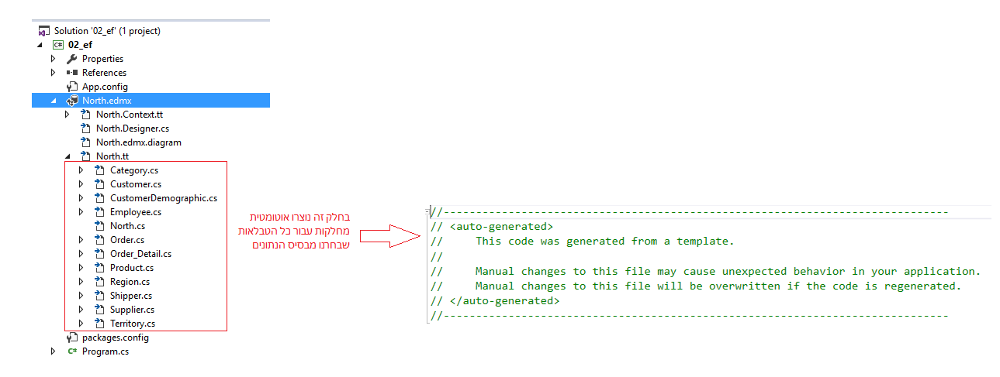 Solution '02_ef' (1 project)
02_ef
Properties
References
App.config
North.edmx
North.Context.tt
North.Designer.cs
North.edmx.diagram
North.tt
Category.cs
Customer.cs
CustomerDemographic.cs
Employee.cs
North.cs
Order.cs
Order_Detail.cs
Product.cs
Region.cs
Shipper.cs
Supplier.cs
Territory.cs
packages.config
Program.cs
בחלק זה נוצרו אוטומטית
מחלקות עבור כל הטבלאות
שבחרנו מבסיס הנתונים
//------------------------------------------------------------------------------
// <auto-generated>
//     This code was generated from a template.
//
//     Manual changes to this file may cause unexpected behavior in your application.
//     Manual changes to this file will be overwritten if the code is regenerated.
// </auto-generated>
//------------------------------------------------------------------------------